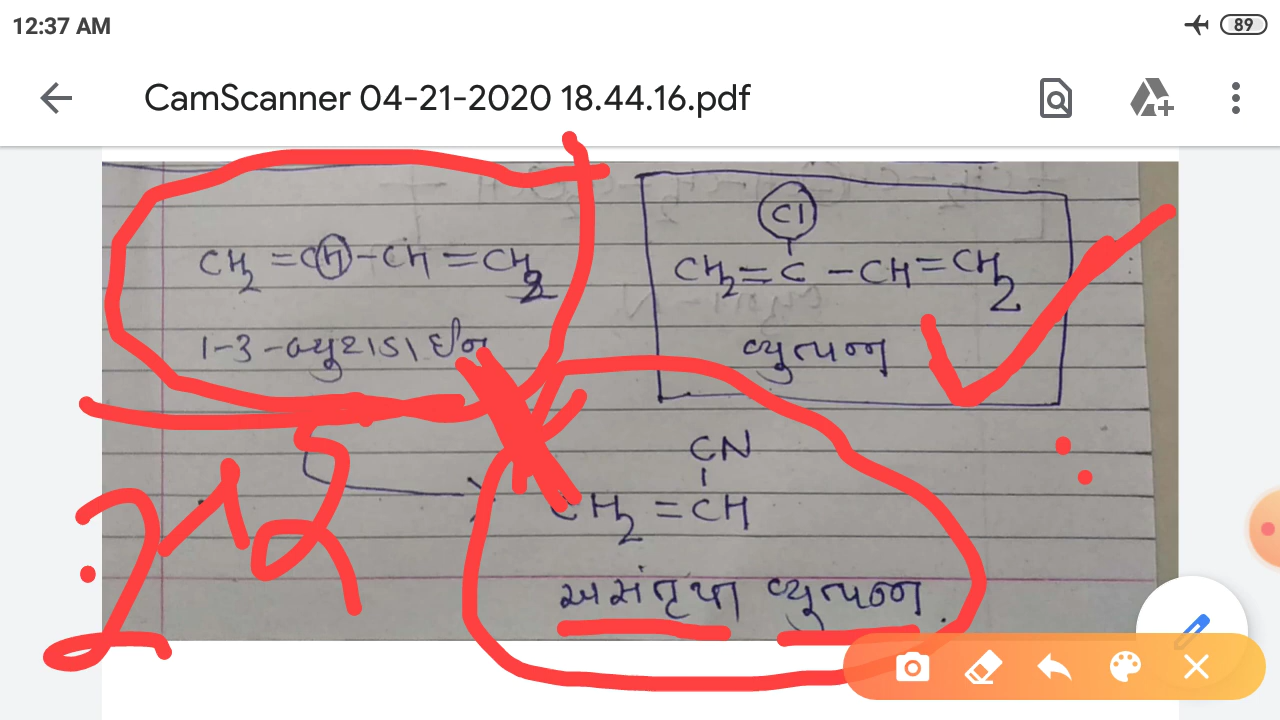 12:37 AM
89
CamScanner 04-21-2020 18.44.16.pdf
CH2 =CH-CH =CH2
1-3-બ્યુટાડાઈન
Cl
CH2=C -CH=CH2
વ્યુત્પન્ન
CN
CH2 =CH
અસંતૃપ્ત વ્યુત્પન્ન.